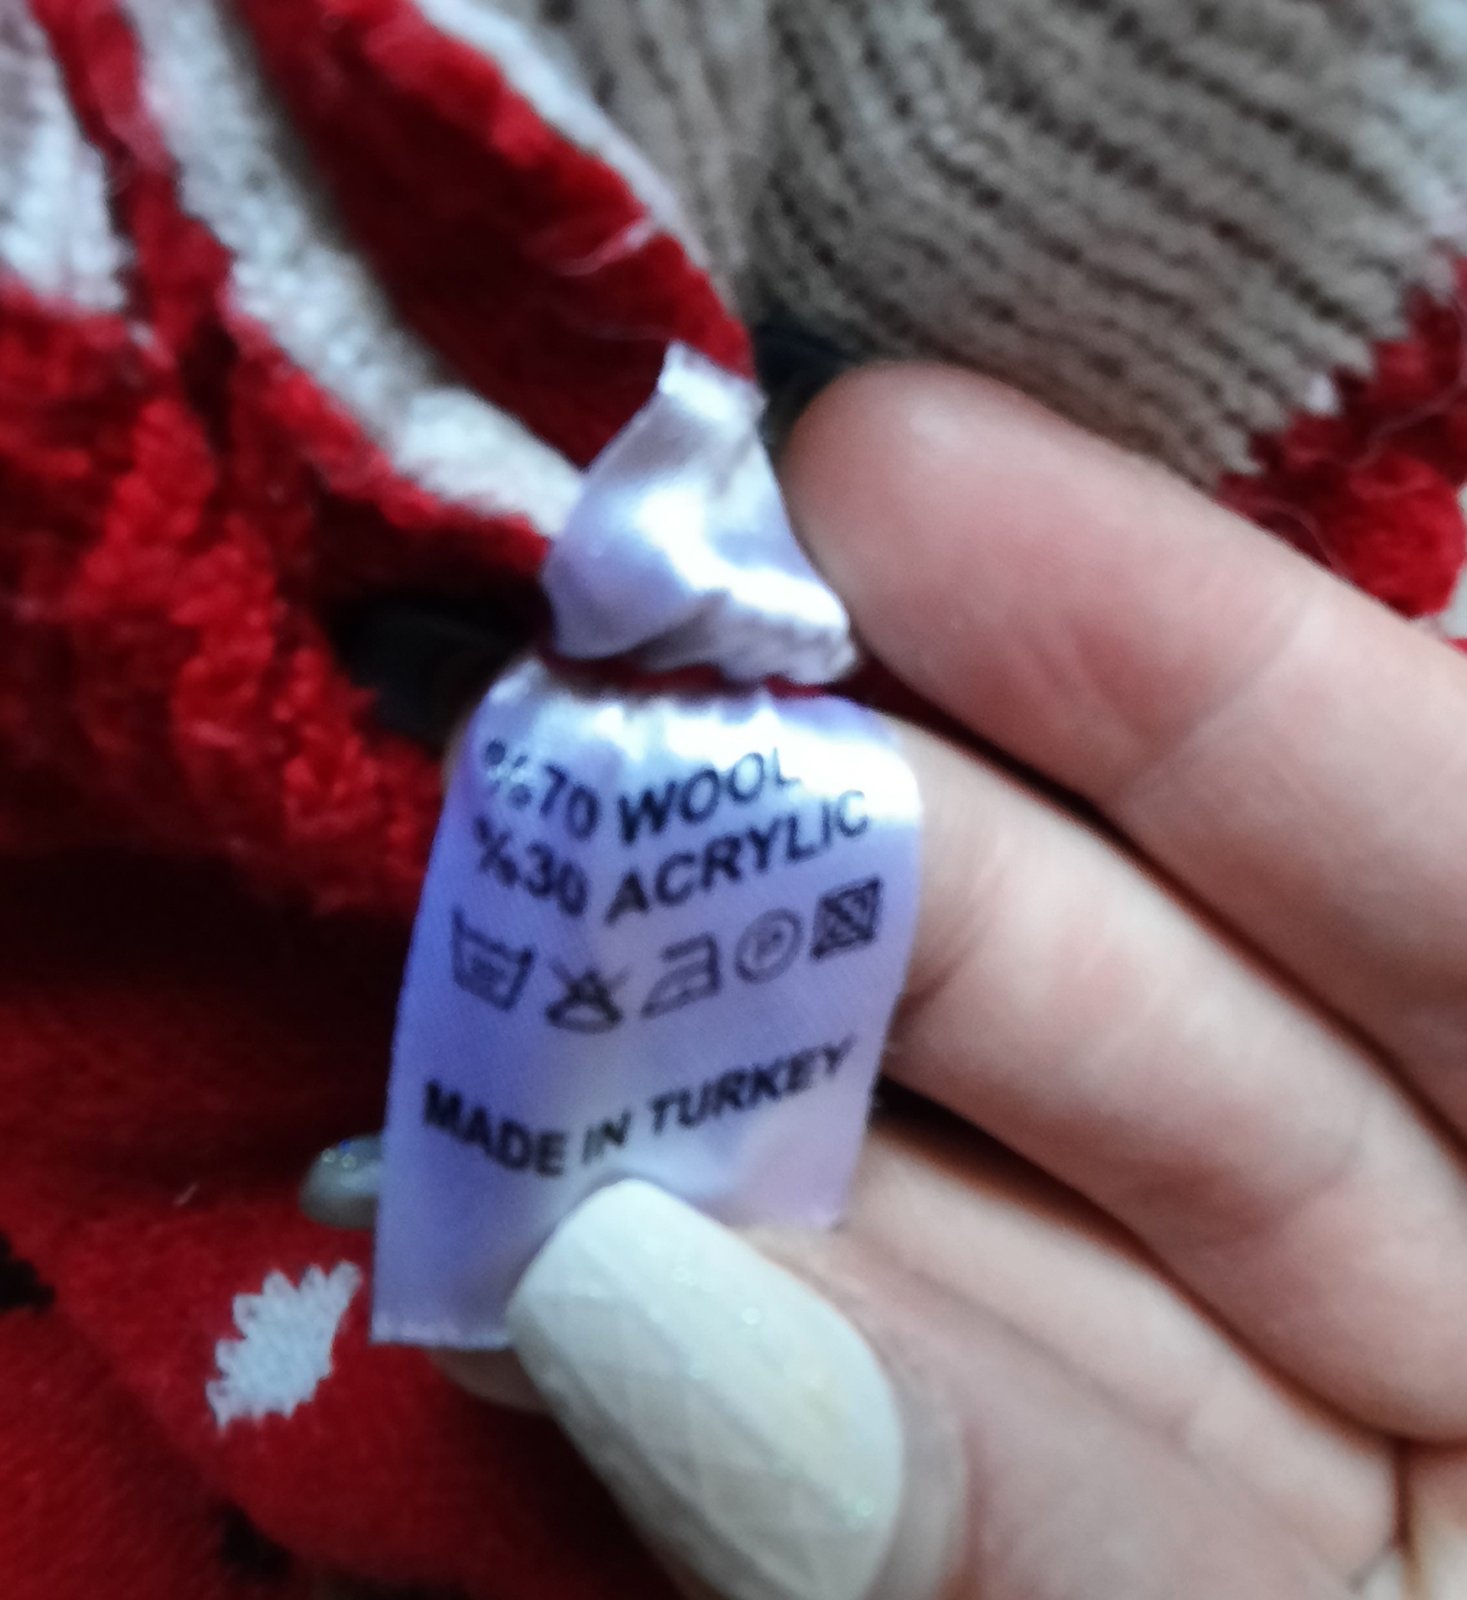 %70 WOOL
%30 ACRYLIC
P
MADE IN TURKEY